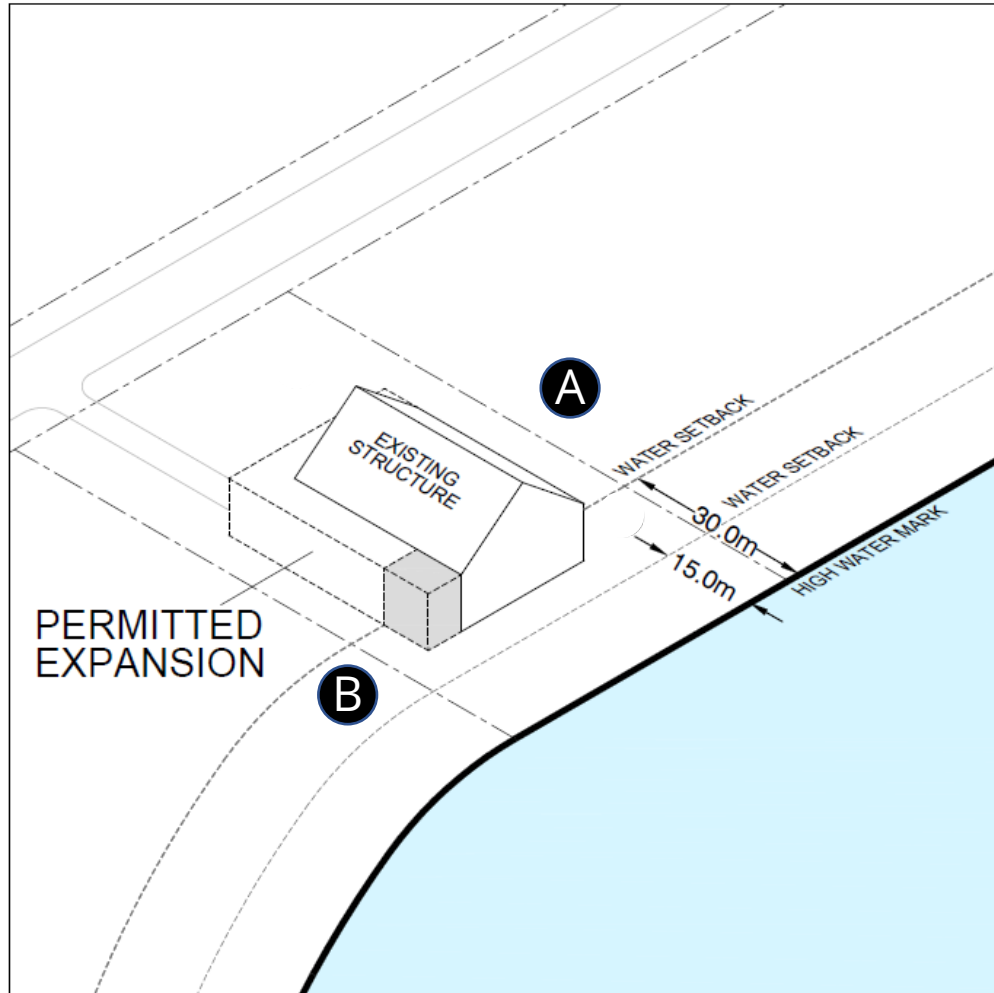 A
WATER SETBACK
WATER SETBACK
EXISTING
STRUCTURE
30.0m
HIGH WATER MARK
15.0m
PERMITTED
EXPANSION
B